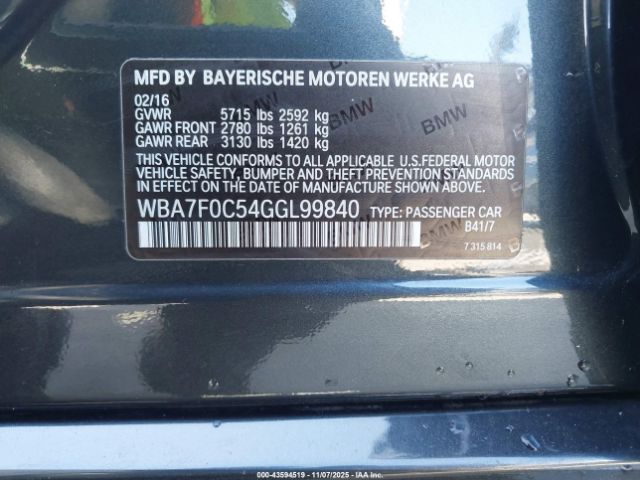 MFD BY BAYERISCHE MOTOREN WERKE AG
02/16
GVWR 5715 lbs 2592 kg
GAWR FRONT 2780 lbs 1261 kg
GAWR REAR 3130 lbs 1420 kg
THIS VEHICLE CONFORMS TO ALL APPLICABLE U.S.FEDERAL MOTOR
VEHICLE SAFETY, BUMPER AND THEFT PREVENTION STANDARDS
IN EFFECT ON THE DATE OF MANUFACTURE SHOWN ABOVE.
WBA7F0C54GGL99840 TYPE: PASSENGER CAR
B41/7
7 315 814
BMW
BMW
BMW
000-43594519 - 11/07/2025 - IAAI.COM